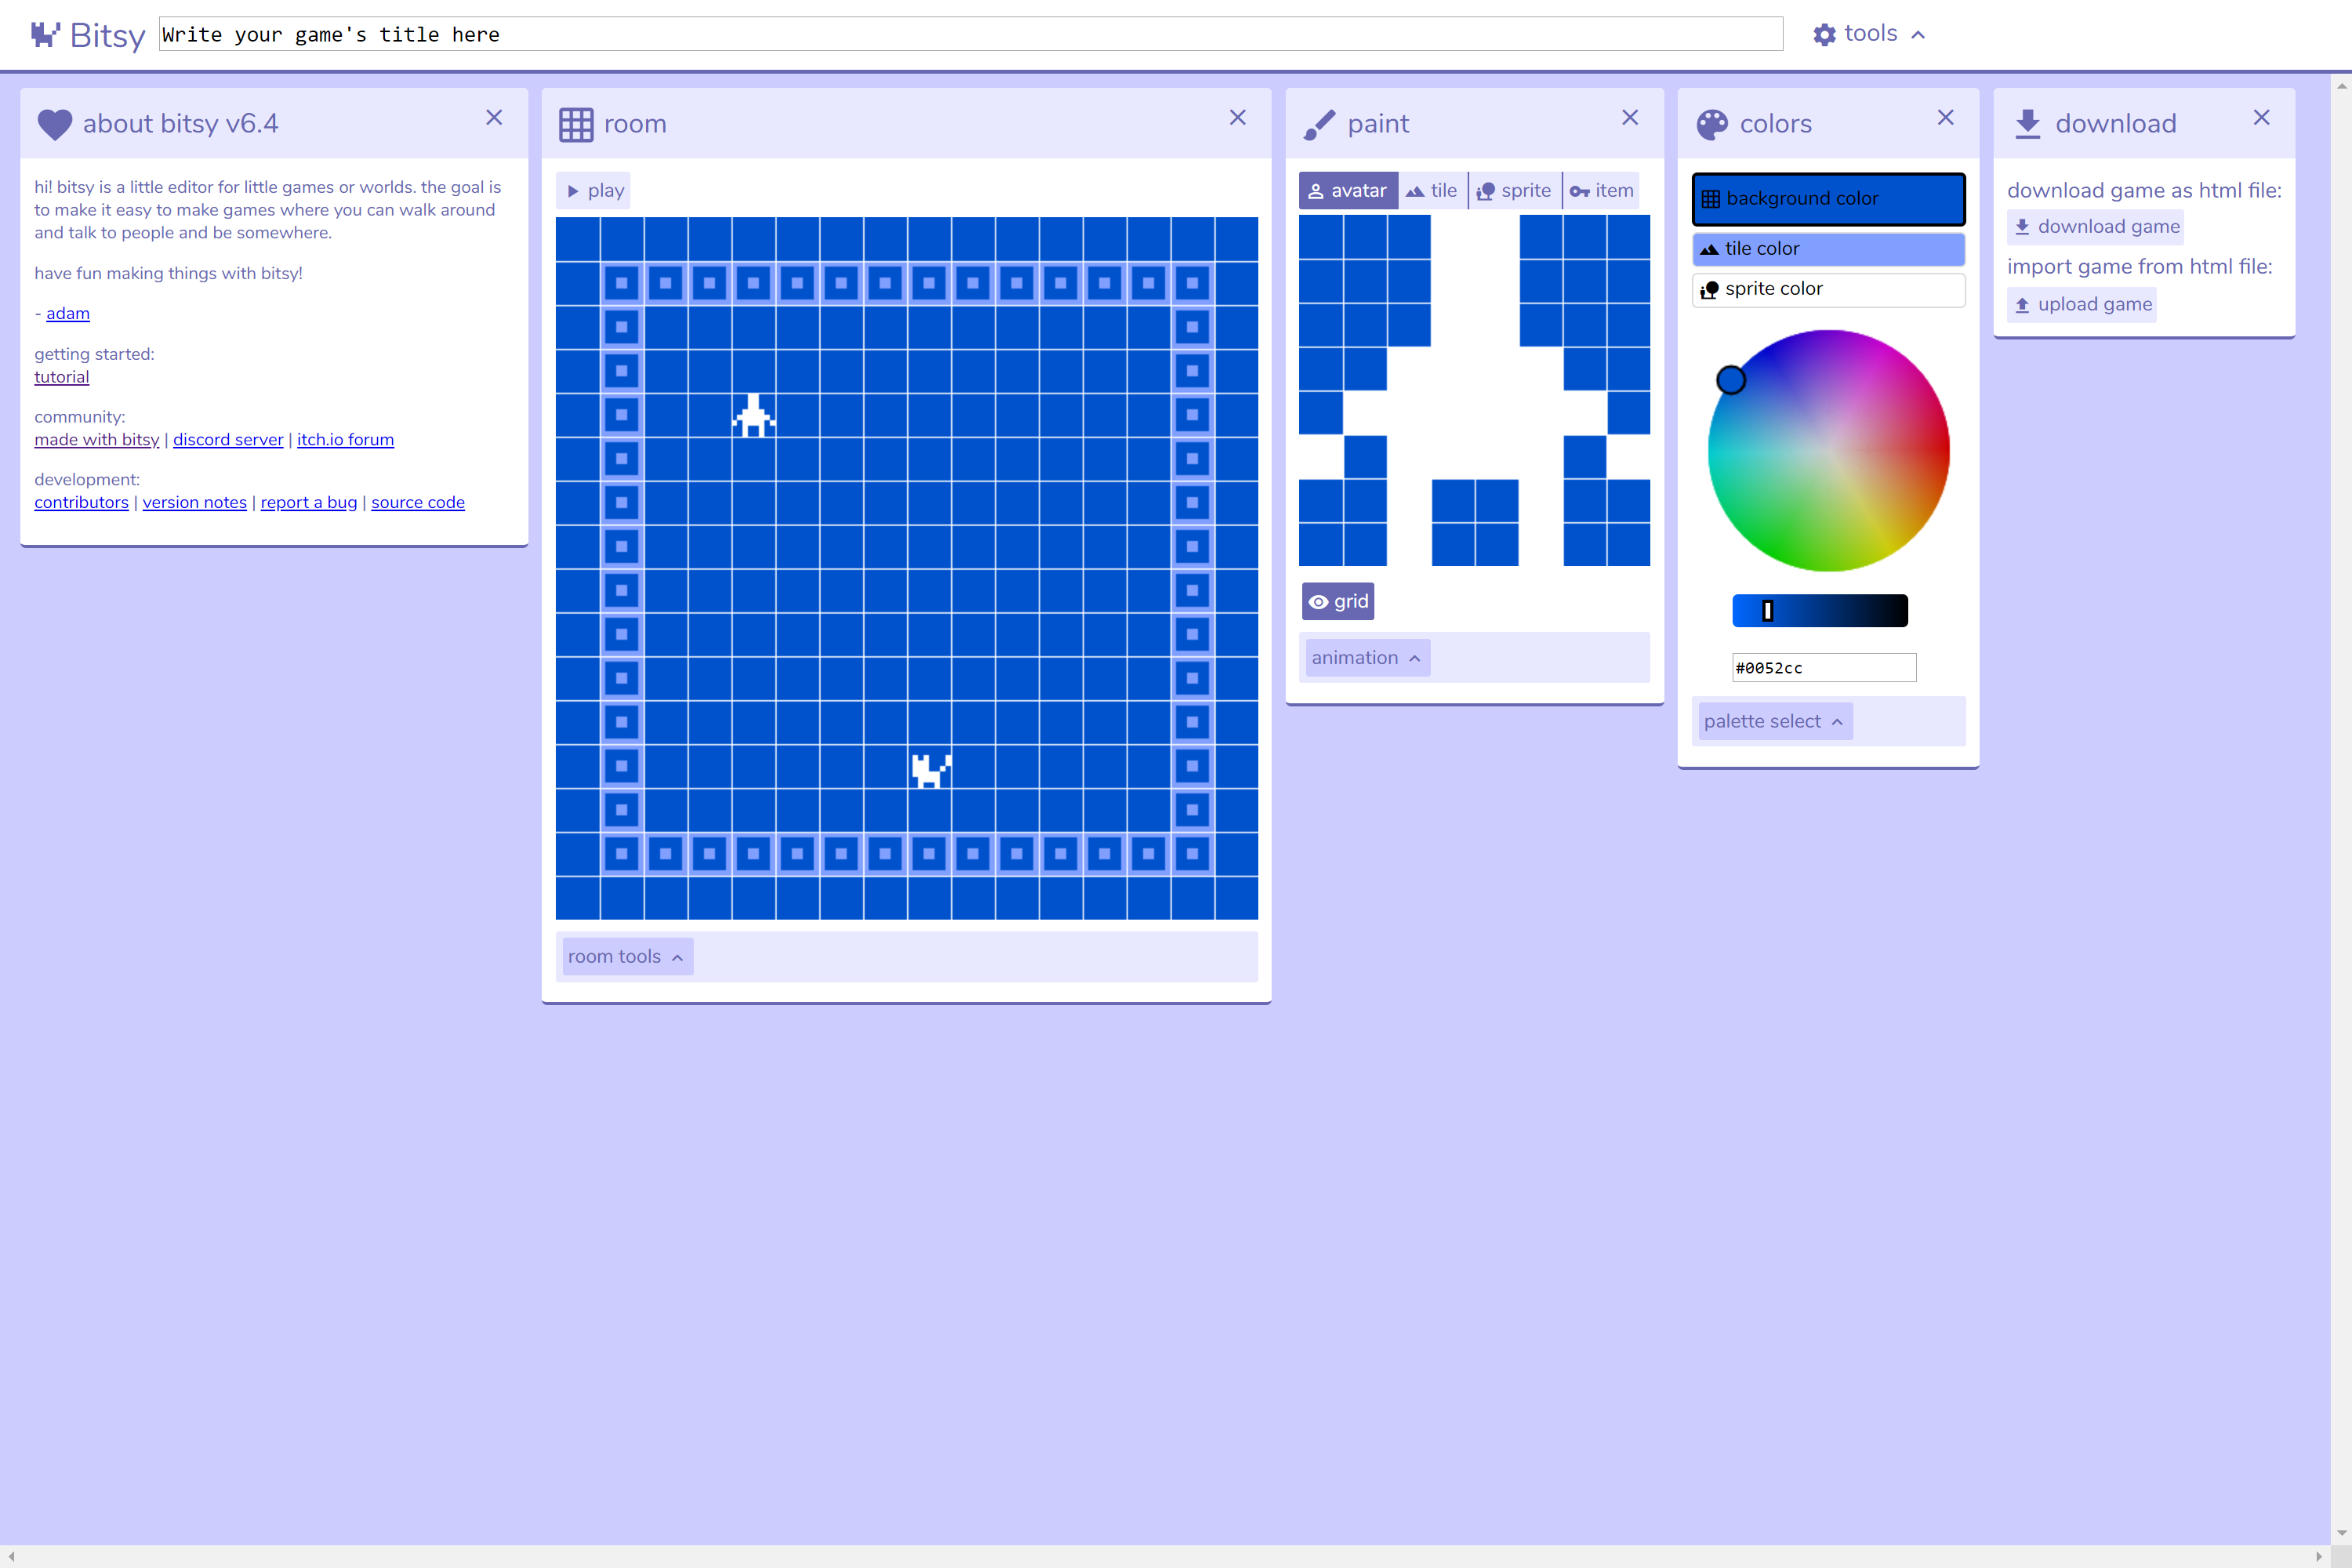 Bitsy
Write your game's title here
tools
about bitsy v6.4
hi! bitsy is a little editor for little games or worlds. the goal is
to make it easy to make games where you can walk around
and talk to people and be somewhere.
have fun making things with bitsy!
- adam
getting started:
tutorial
community:
made with bitsy | discord server | itch.io forum
development:
contributors | version notes | report a bug | source code
room
play
room tools
paint
avatar
tile
sprite
item
grid
animation
colors
background color
tile color
sprite color
#0052cc
palette select
download
download game as html file:
download game
import game from html file:
upload game